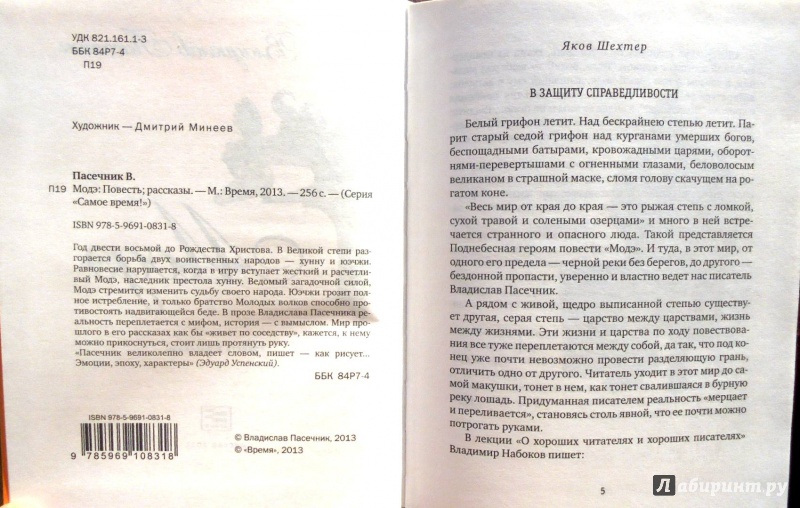 УДК 821.161.1-3
ББК 84Р7-4
П19
Художник — Дмитрий Минеев
Пасечник В.
П19 Модэ: Повесть; рассказы. — М.: Время, 2013. — 256 с. — (Серия
«Самое время!»)
ISBN 978-5-9691-0831-8
Год двести восьмой до Рождества Христова. В Великой степи раз-
горается борьба двух воинственных народов — хунну и юэчжи.
Равновесие нарушается, когда в игру вступает жесткий и расчетли-
вый Модэ, наследник престола хунну. Ведомый загадочной силой,
Модэ стремится изменить судьбу своего народа. Юэчжи грозит пол-
ное истребление, и только братство Молодых волков способно про-
тивостоять надвигающейся беде. В прозе Владислава Пасечника ре-
альность переплетается с мифом, история — с вымыслом. Мир про-
шлого в его рассказах как бы «живет по соседству», кажется, к нему
можно прикоснуться, стоит лишь протянуть руку.
«Пасечник великолепно владеет словом, пишет — как рисует...
Эмоции, эпоху, характеры» (Эдуард Успенский).
ББК 84Р7-4
ISBN 978-5-9691-0831-8
9 785969 108318
© Владислав Пасечник, 2013
© «Время», 2013
Яков Шехтер
В ЗАЩИТУ СПРАВЕДЛИВОСТИ
Белый грифон летит. Над бескрайнею степью летит. Па-
рит старый седой грифон над курганами умерших богов,
беспощадными батырами, кровожадными царями, оборот-
нями-перевертышами с огненными глазами, беловолосым
великаном в страшной маске, сломя голову скачущем на ро-
гатом коне.
«Весь мир от края до края — это рыжая степь с ломкой,
сухой травой и солеными озерцами» и много в ней встре-
чается странного и опасного люда. Такой представляется
Поднебесная героям повести «Модэ». И туда, в этот мир, от
одного его предела — черной реки без берегов, до другого —
бездонной пропасти, уверенно и властно ведет нас писатель
Владислав Пасечник.
А рядом с живой, щедро выписанной степью существу-
ет другая, серая степь — царство между царствами, жизнь
между жизнями. Эти жизни и царства по ходу повествова-
ния все туже переплетаются между собой, да так, что под ко-
нец уже почти невозможно провести разделяющую грань,
отличить одно от другого. Читатель уходит в этот мир до са-
мой макушки, тонет в нем, как тонет свалившаяся в бурную
реку лошадь. Придуманная писателем реальность «мерцает
и переливается», становясь столь явной, что ее почти можно
потрогать руками.
В лекции «О хороших читателях и хороших писателях»
Владимир Набоков пишет:
5
Лабиринт.ру